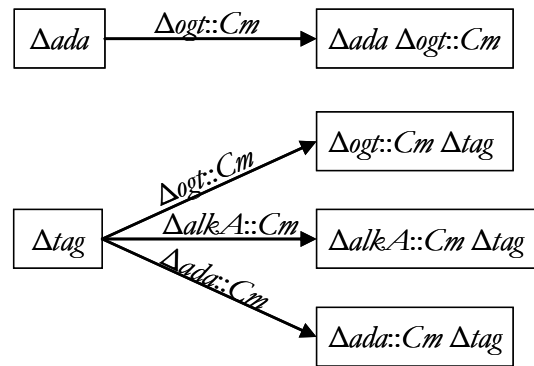 Δada
Δogt::Cm
Δada Δogt::Cm
Δogt::Cm
Δogt::Cm Δtag
Δtag
ΔalkA::Cm
ΔalkA::Cm Δtag
Δada::Cm
Δada::Cm Δtag